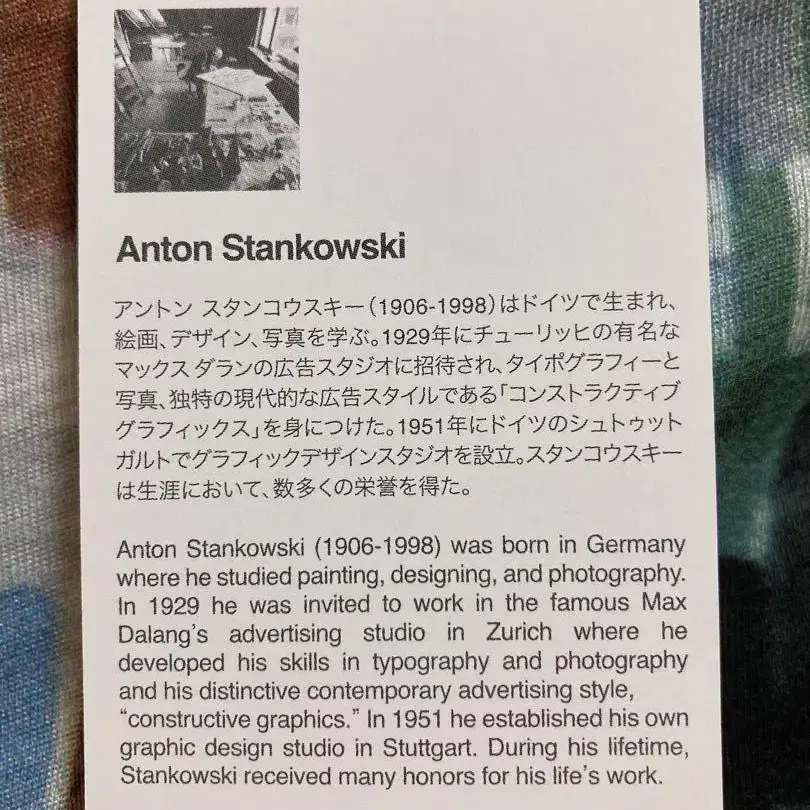 Anton Stankowski
アントン スタンコウスキー(1906-1998)はドイツで生まれ、
絵画、デザイン、写真を学ぶ。1929年にチューリッヒの有名な
マックス ダランの広告スタジオに招待され、タイポグラフィーと
写真、独特の現代的な広告スタイルである「コンストラクティブ
グラフィックス」を身につけた。1951年にドイツのシュトゥット
ガルトでグラフィックデザインスタジオを設立。スタンコウスキー
は生涯において、数多くの栄誉を得た。
Anton Stankowski (1906-1998) was born in Germany
where he studied painting, designing, and photography.
In 1929 he was invited to work in the famous Max
Dalang’s advertising studio in Zurich where he
developed his skills in typography and photography
and his distinctive contemporary advertising style,
“constructive graphics.” In 1951 he established his own
graphic design studio in Stuttgart. During his lifetime,
Stankowski received many honors for his life’s work.